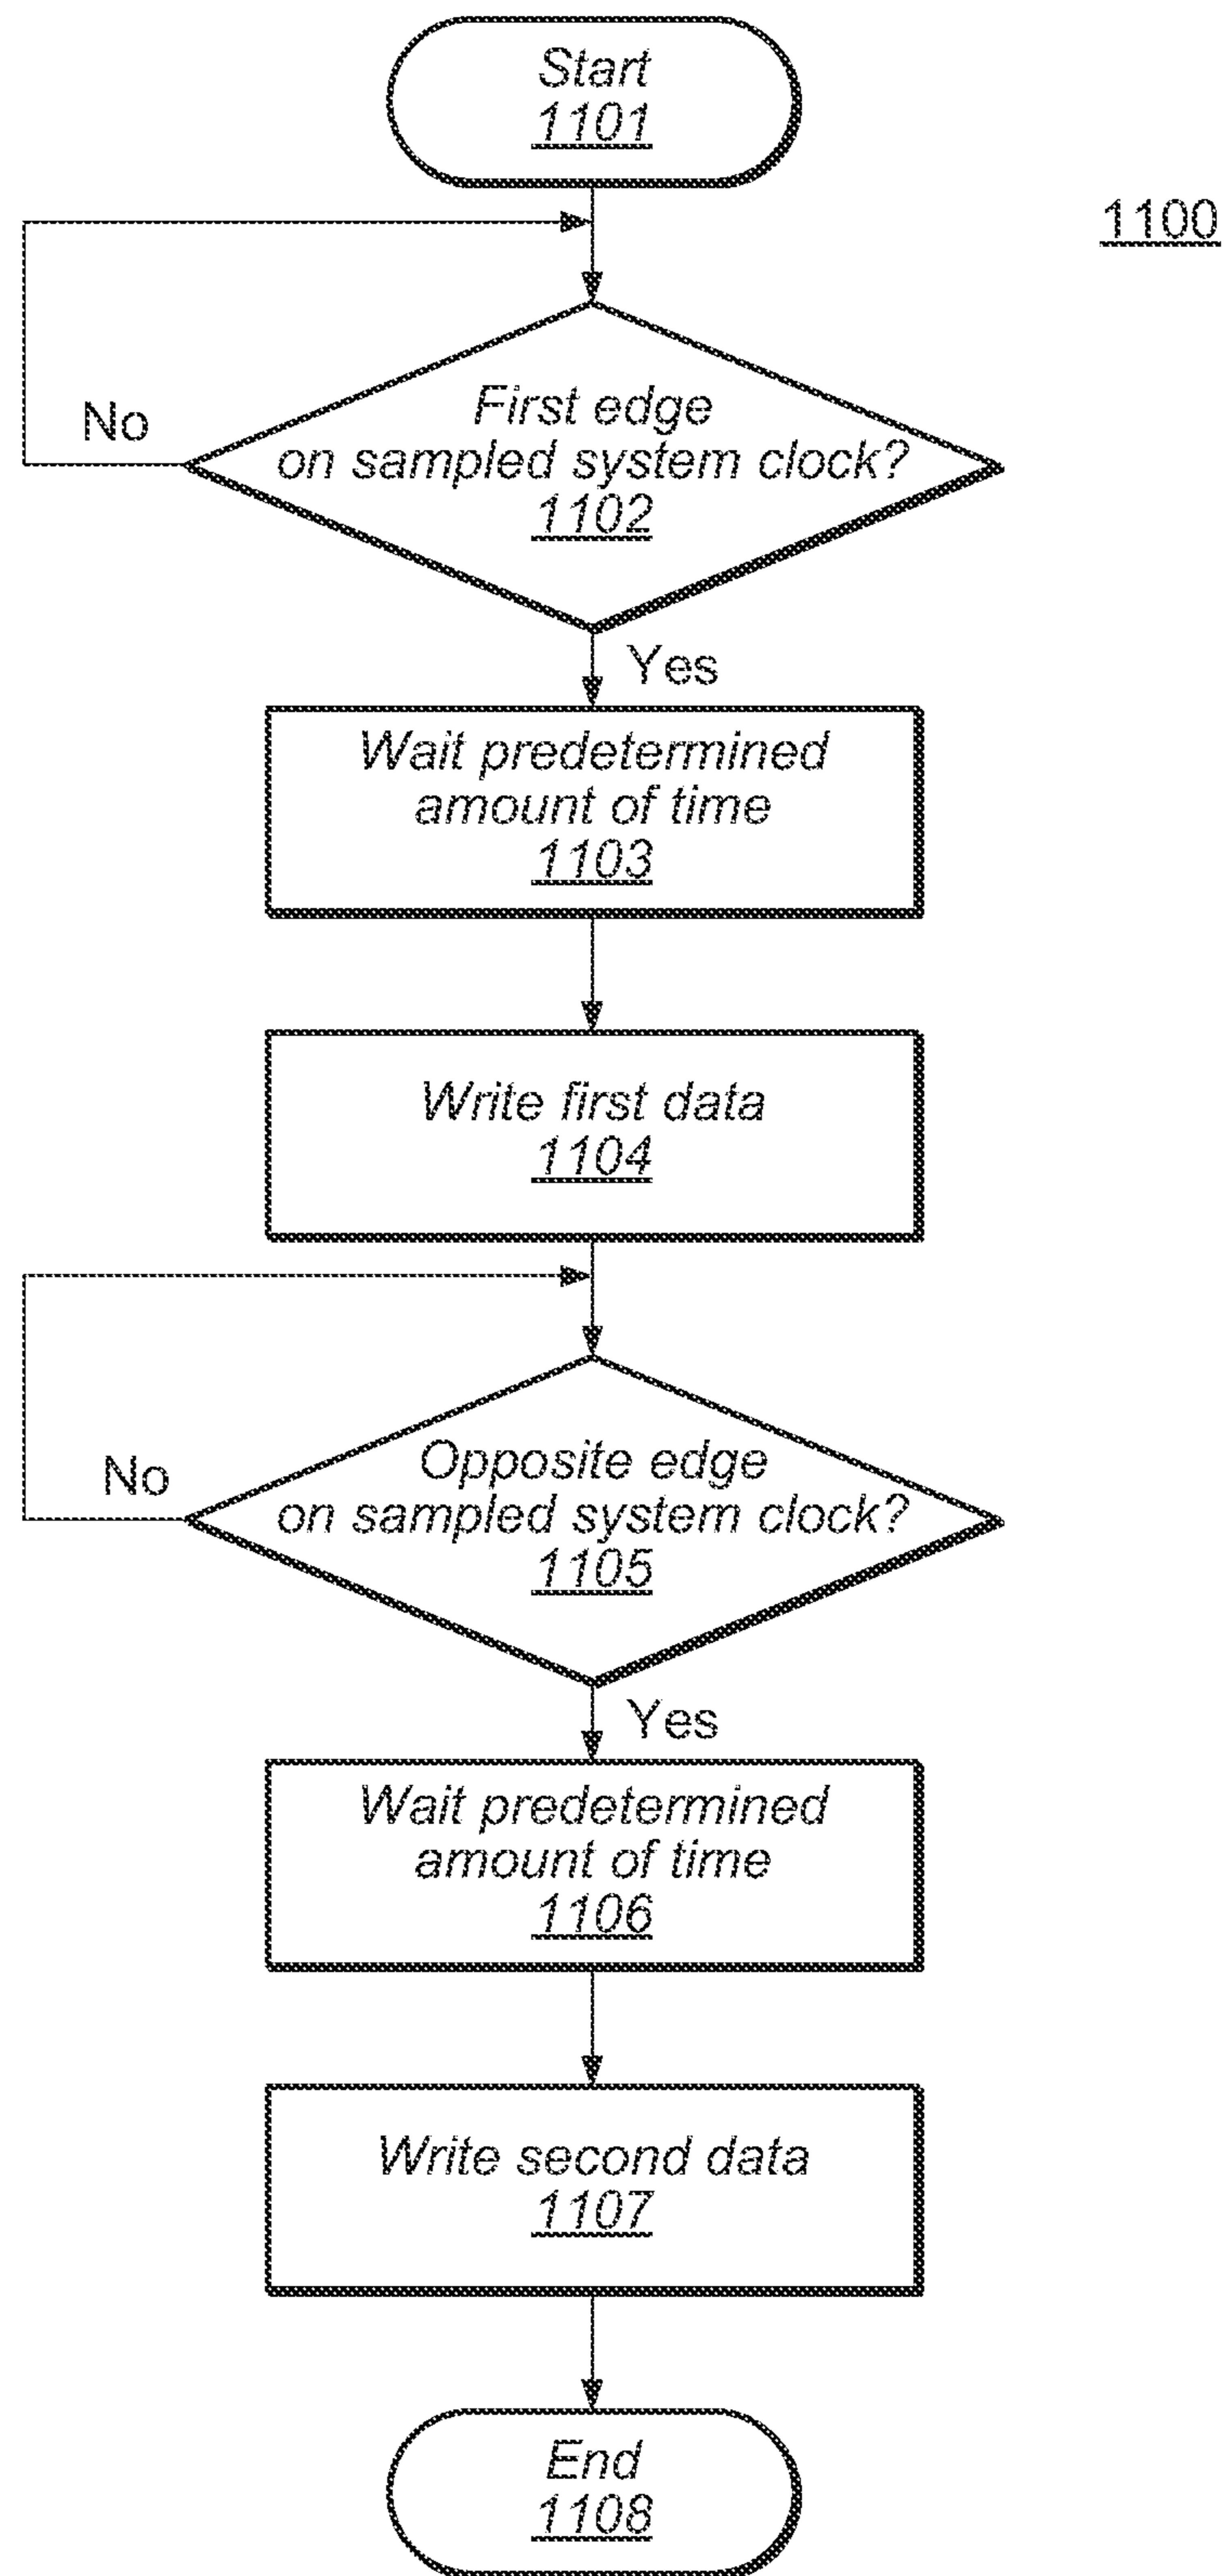 Start
1101
1100
First edge
on sampled system clock?
1102
No
Yes
Wait predetermined
amount of time
1103
Write first data
1104
Opposite edge
on sampled system clock?
1105
No
Yes
Wait predetermined
amount of time
1106
Write second data
1107
End
1108